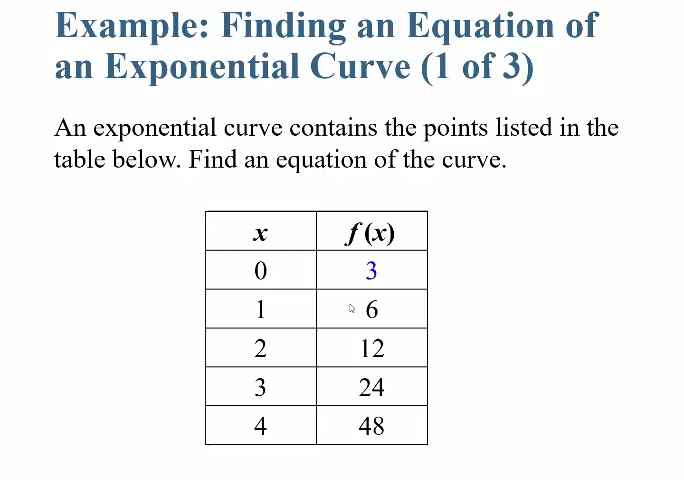 Example: Finding an Equation of
an Exponential Curve (1 of 3)
An exponential curve contains the points listed in the
table below. Find an equation of the curve.
x f (x)
0 3
1 6
2 12
3 24
4 48